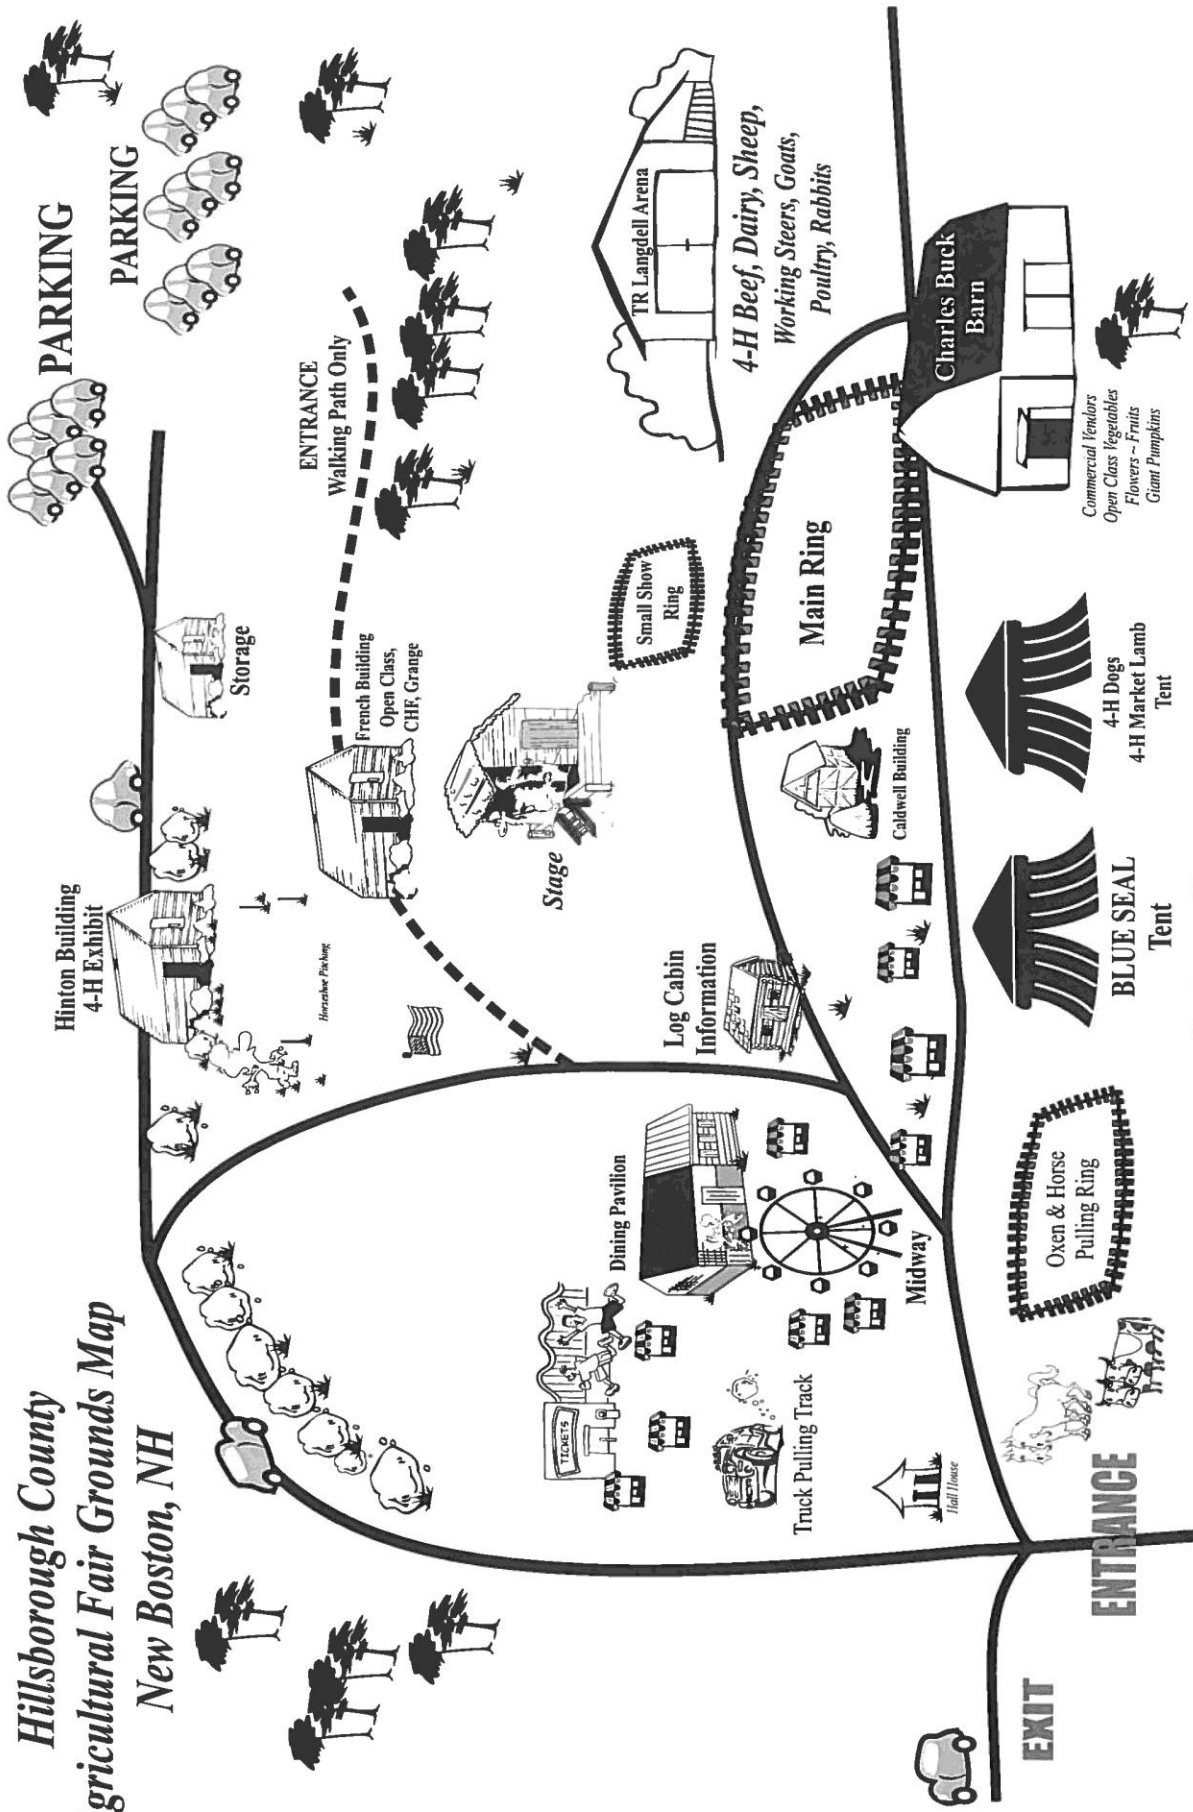 Hillsborough County
gricultural Fair Grounds Map
New Boston, NH
PARKING
PARKING
Hinton Building
4-H Exhibit
Storage
Horseshoe Pitching
ENTRANCE
Walking Path Only
French Building
Open Class,
CHF, Grange
Stage
Small Show
Ring
TR Langdell Arena
4-H Beef, Dairy, Sheep,
Working Steers, Goats,
Poultry, Rabbits
Log Cabin
Information
Main Ring
Charles Buck
Barn
Commercial Vendors
Open Class Vegetables
Flowers ~ Fruits
Giant Pumpkins
Caldwell Building
Dining Pavilion
TICKETS
Midway
Truck Pulling Track
Hall House
4-H Dogs
4-H Market Lamb
Tent
BLUE SEAL
Tent
Oxen & Horse
Pulling Ring
ENTRANCE
EXIT